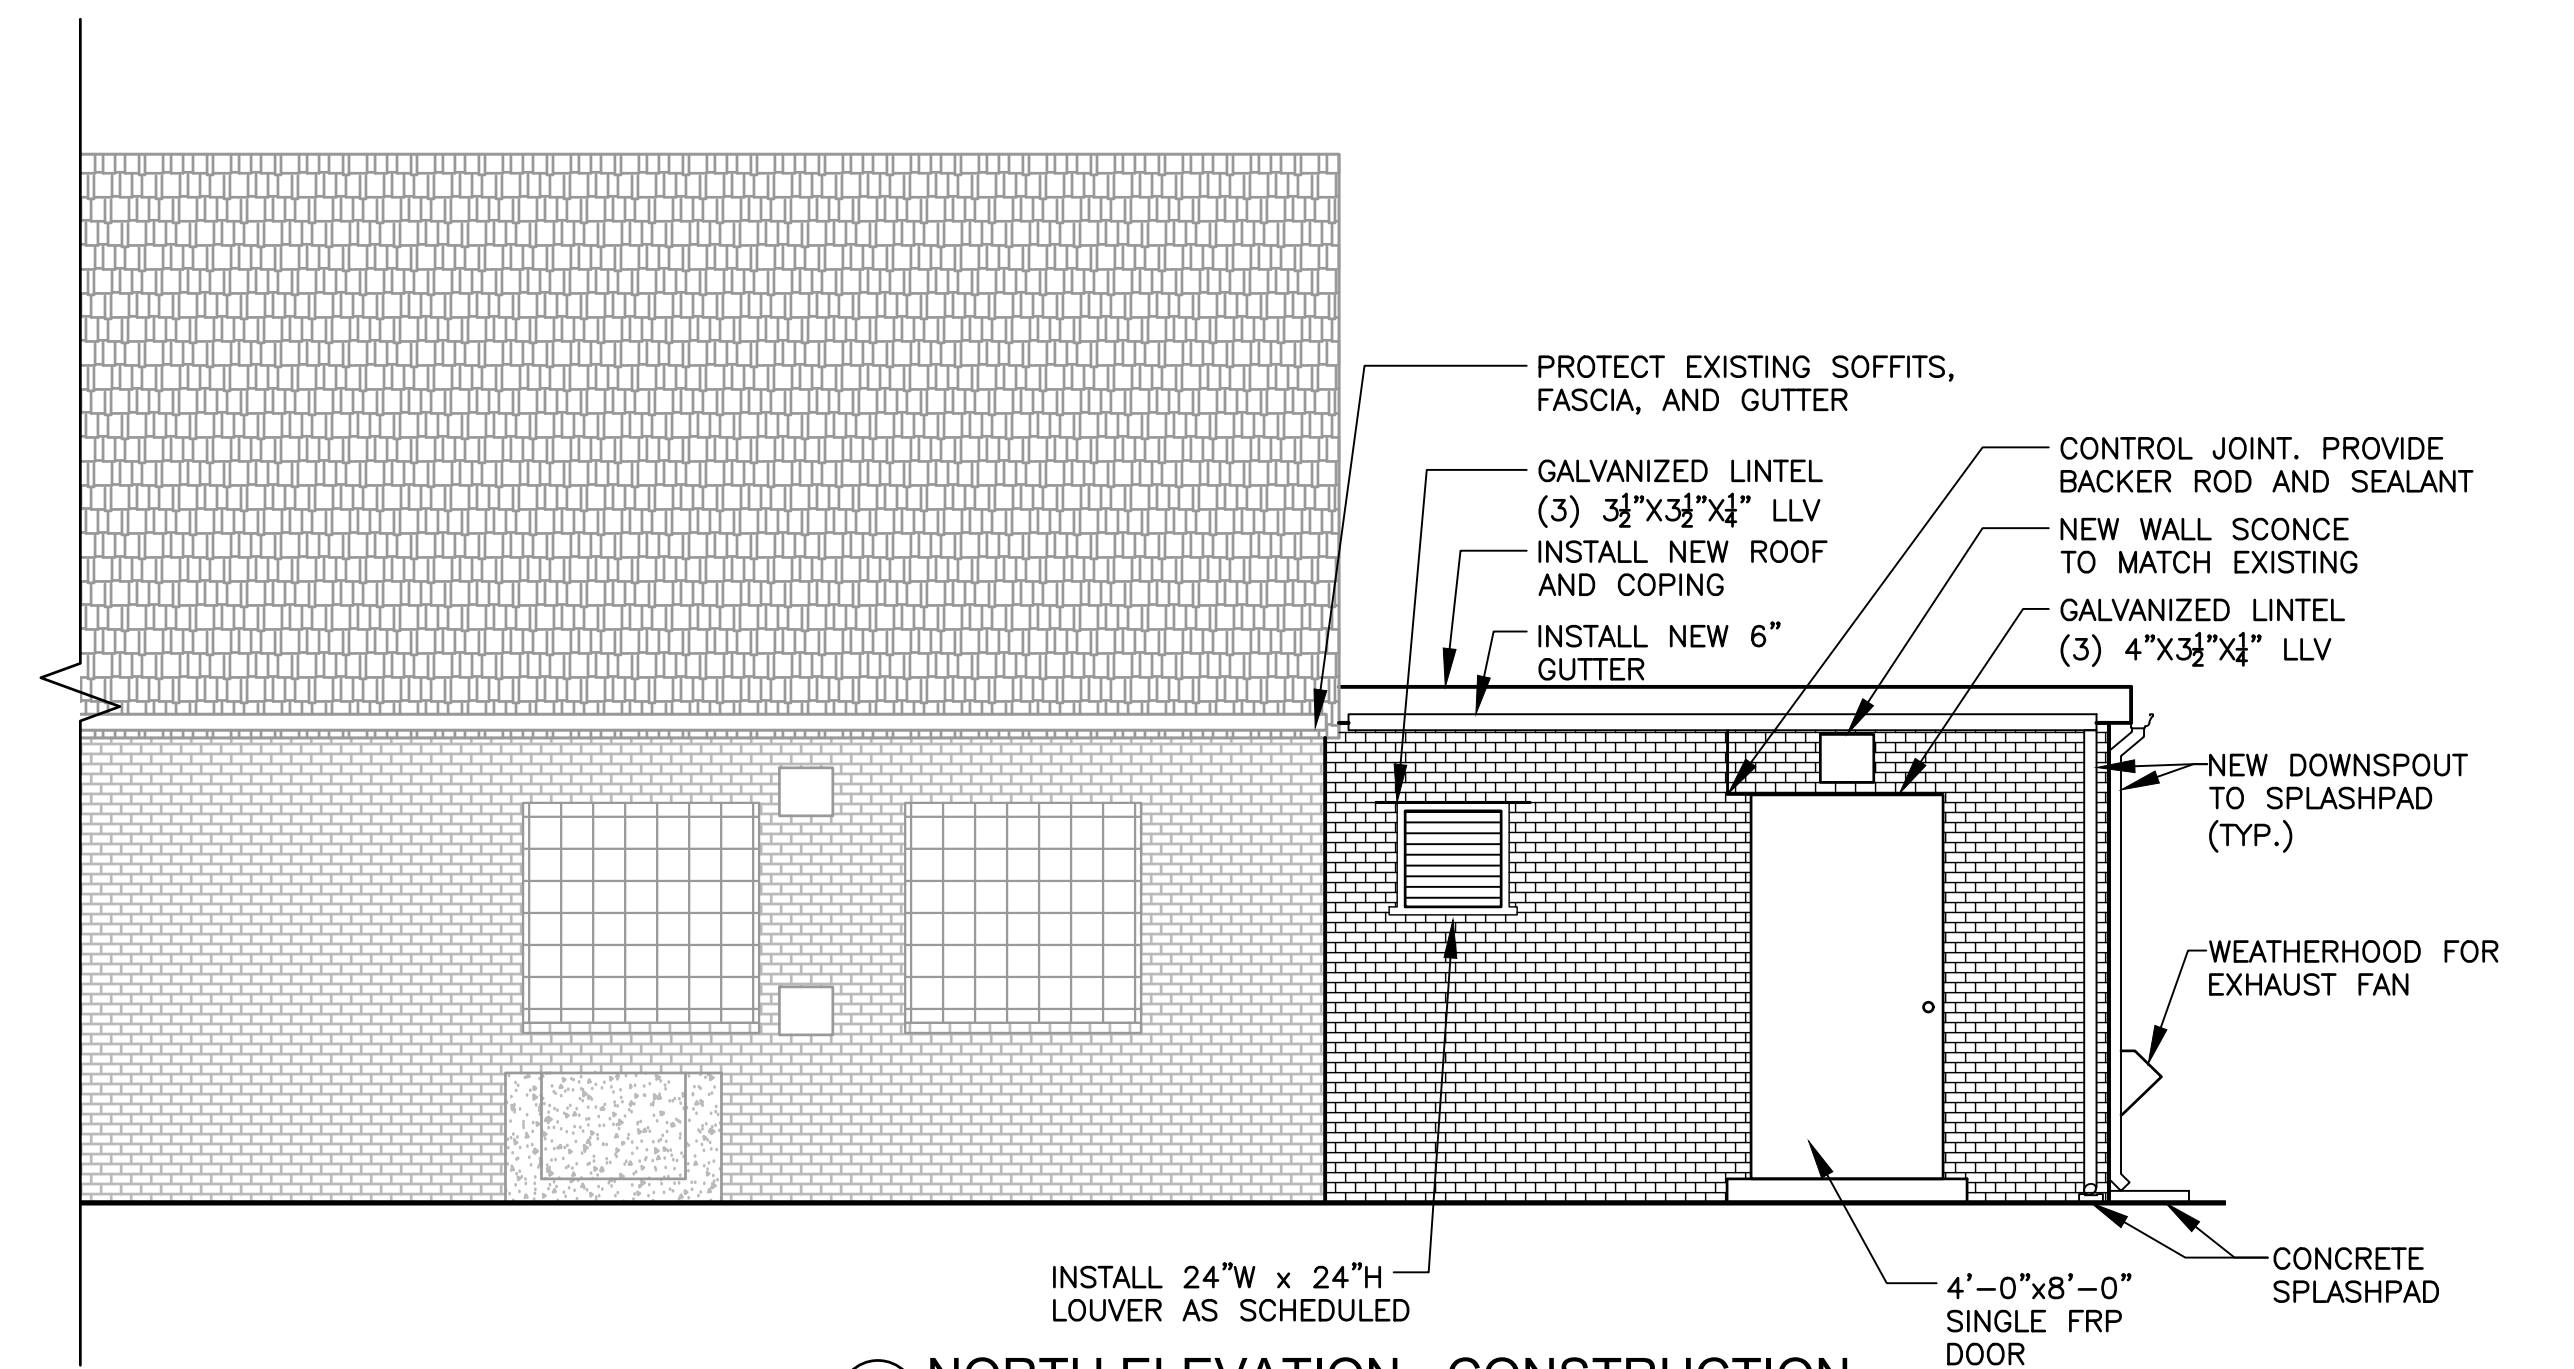 PROTECT EXISTING SOFFITS,
FASCIA, AND GUTTER
GALVANIZED LINTEL
(3) 3½"X3½"X¼" LLV
INSTALL NEW ROOF
AND COPING
INSTALL NEW 6"
GUTTER
CONTROL JOINT. PROVIDE
BACKER ROD AND SEALANT
NEW WALL SCONCE
TO MATCH EXISTING
GALVANIZED LINTEL
(3) 4"X3½"X¼" LLV
NEW DOWNSPOUT
TO SPLASHPAD
(TYP.)
WEATHERHOOD FOR
EXHAUST FAN
CONCRETE
SPLASHPAD
4'-0"x8'-0"
SINGLE FRP
DOOR
INSTALL 24"W x 24"H
LOUVER AS SCHEDULED
NORTH ELEVATION - CONSTRUCTION